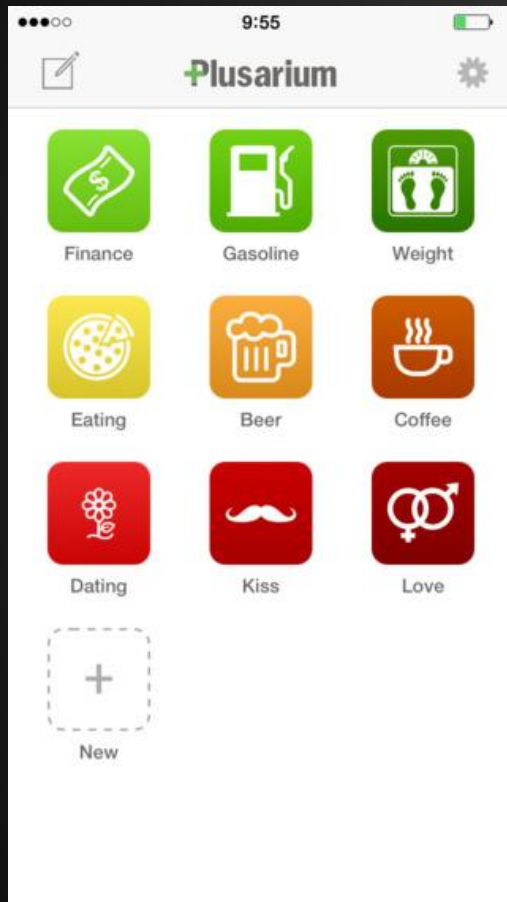 9:55
+Plusarium
Finance Gasoline Weight
Eating Beer Coffee
Dating Kiss Love
+
New